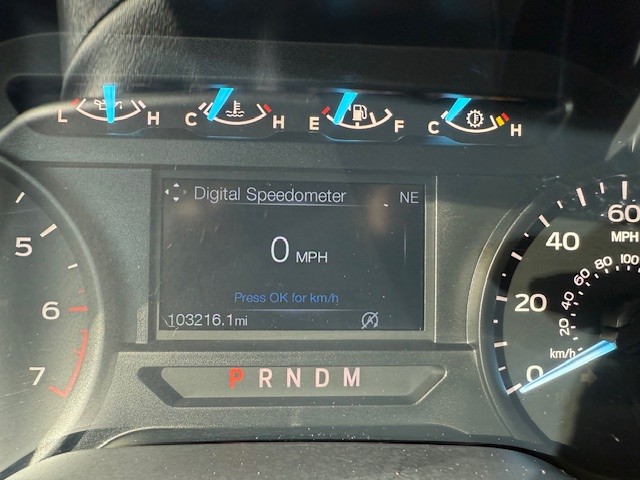 L H C H E F C H
Digital Speedometer NE
0 MPH
Press OK for km/h
103216.1mi
P R N D M
5
6
7
60
MPH
40
20
0
100
80
60
40
20
km/h